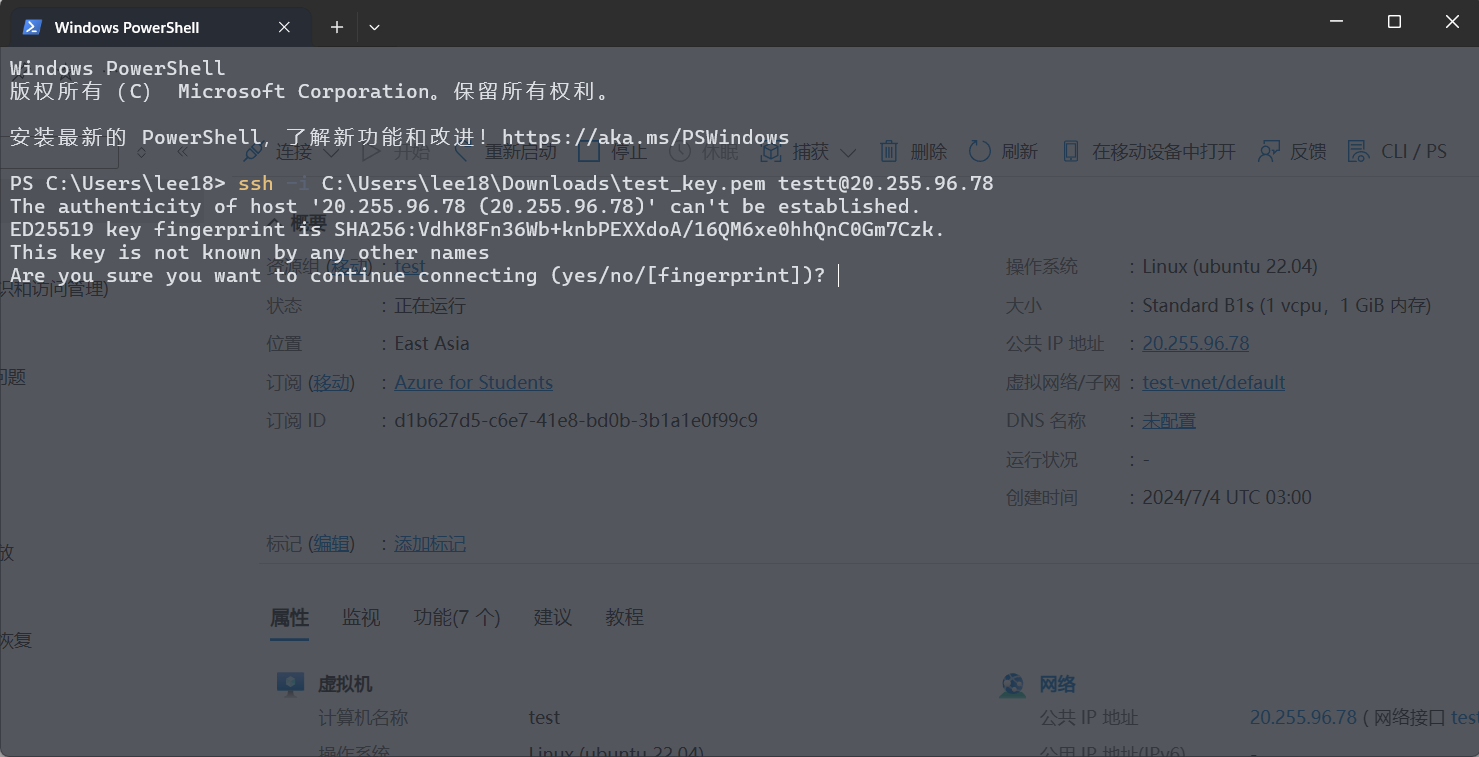 Windows PowerShell
Windows PowerShell
版权所有 (C) Microsoft Corporation。保留所有权利。
安装最新的 PowerShell，了解新功能和改进！https://aka.ms/PSWindows
连接 开始 重新启动 停止 休眠 捕获 删除 刷新 在移动设备中打开 反馈 CLI / PS
PS C:\Users\lee18> ssh -i C:\Users\lee18\Downloads\test_key.pem testt@20.255.96.78
The authenticity of host '20.255.96.78 (20.255.96.78)' can't be established.
概要
ED25519 key fingerprint is SHA256:VdhK8Fn36Wb+knbPEXXdoA/16QM6xe0hhQnC0Gm7Czk.
This key is not known by any other names
资源组 (移动) : test
操作系统 : Linux (ubuntu 22.04)
Are you sure you want to continue connecting (yes/no/[fingerprint])?
识和访问管理)
状态 : 正在运行
大小 : Standard B1s (1 vcpu，1 GiB 内存)
位置 : East Asia
公共 IP 地址 : 20.255.96.78
问题
订阅 (移动) : Azure for Students
虚拟网络/子网 : test-vnet/default
订阅 ID : d1b627d5-c6e7-41e8-bd0b-3b1a1e0f99c9
DNS 名称 : 未配置
运行状况 : -
创建时间 : 2024/7/4 UTC 03:00
标记 (编辑) : 添加标记
放
属性 监视 功能(7 个) 建议 教程
恢复
虚拟机
网络
计算机名称 test
公共 IP 地址 20.255.96.78 ( 网络接口 test
操作系统 Linux (ubuntu 22.04)
公用 IP 地址(IPv6) -